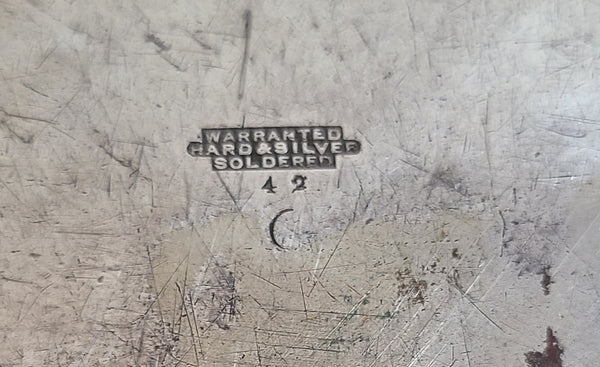 WARRANTED
HARD & SILVER
SOLDERED
42
C